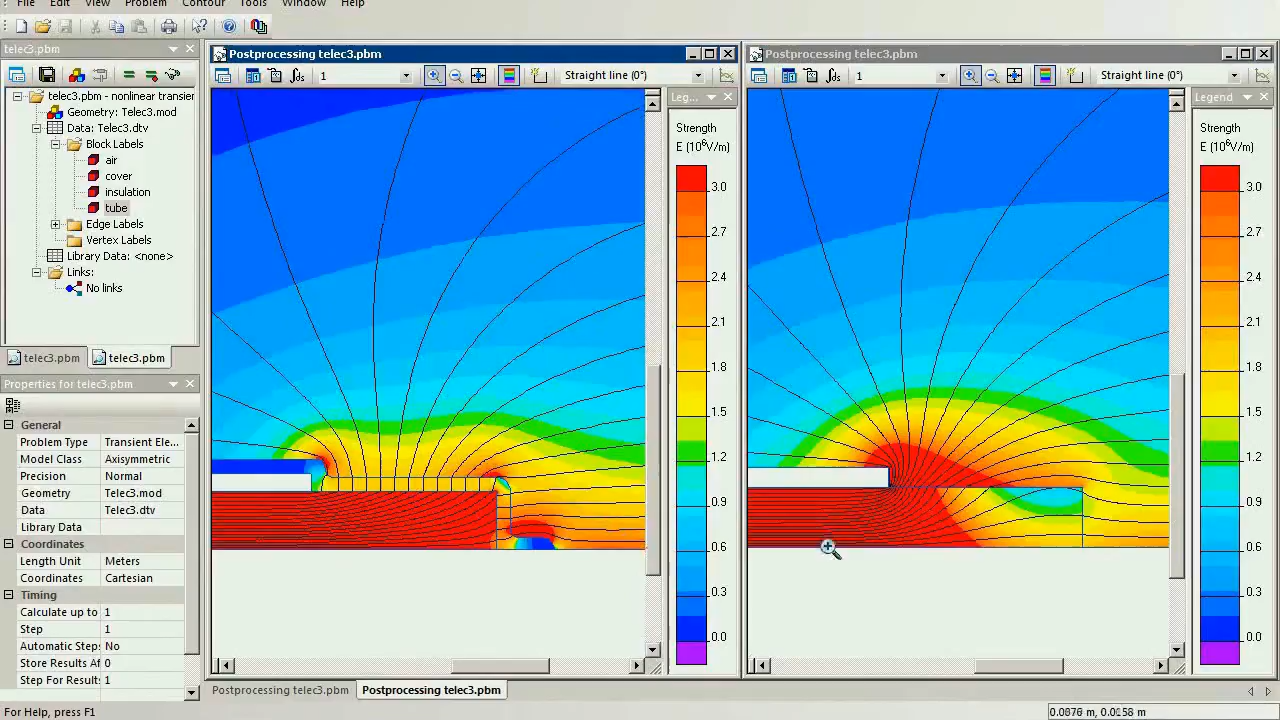 File Edit View Problem Contour Tools Window Help
telec3.pbm
telec3.pbm - nonlinear transier
Geometry: Telec3.mod
Data: Telec3.dtv
Block Labels
air
cover
insulation
tube
Edge Labels
Vertex Labels
Library Data: <none>
Links:
No links
telec3.pbm telec3.pbm
Properties for telec3.pbm
General
Problem Type Transient Ele...
Model Class Axisymmetric
Precision Normal
Geometry Telec3.mod
Data Telec3.dtv
Library Data
Coordinates
Length Unit Meters
Coordinates Cartesian
Timing
Calculate up to 1
Step 1
Automatic Step: No
Store Results Af 0
Step For Results 1
Postprocessing telec3.pbm
1 Straight line (0°)
Leg...
Strength
E (10⁶V/m)
3.0
2.7
2.4
2.1
1.8
1.5
1.2
0.9
0.6
0.3
0.0
Postprocessing telec3.pbm
1 Straight line (0°)
Legend
Strength
E (10⁶V/m)
3.0
2.7
2.4
2.1
1.8
1.5
1.2
0.9
0.6
0.3
0.0
Postprocessing telec3.pbm Postprocessing telec3.pbm
For Help, press F1